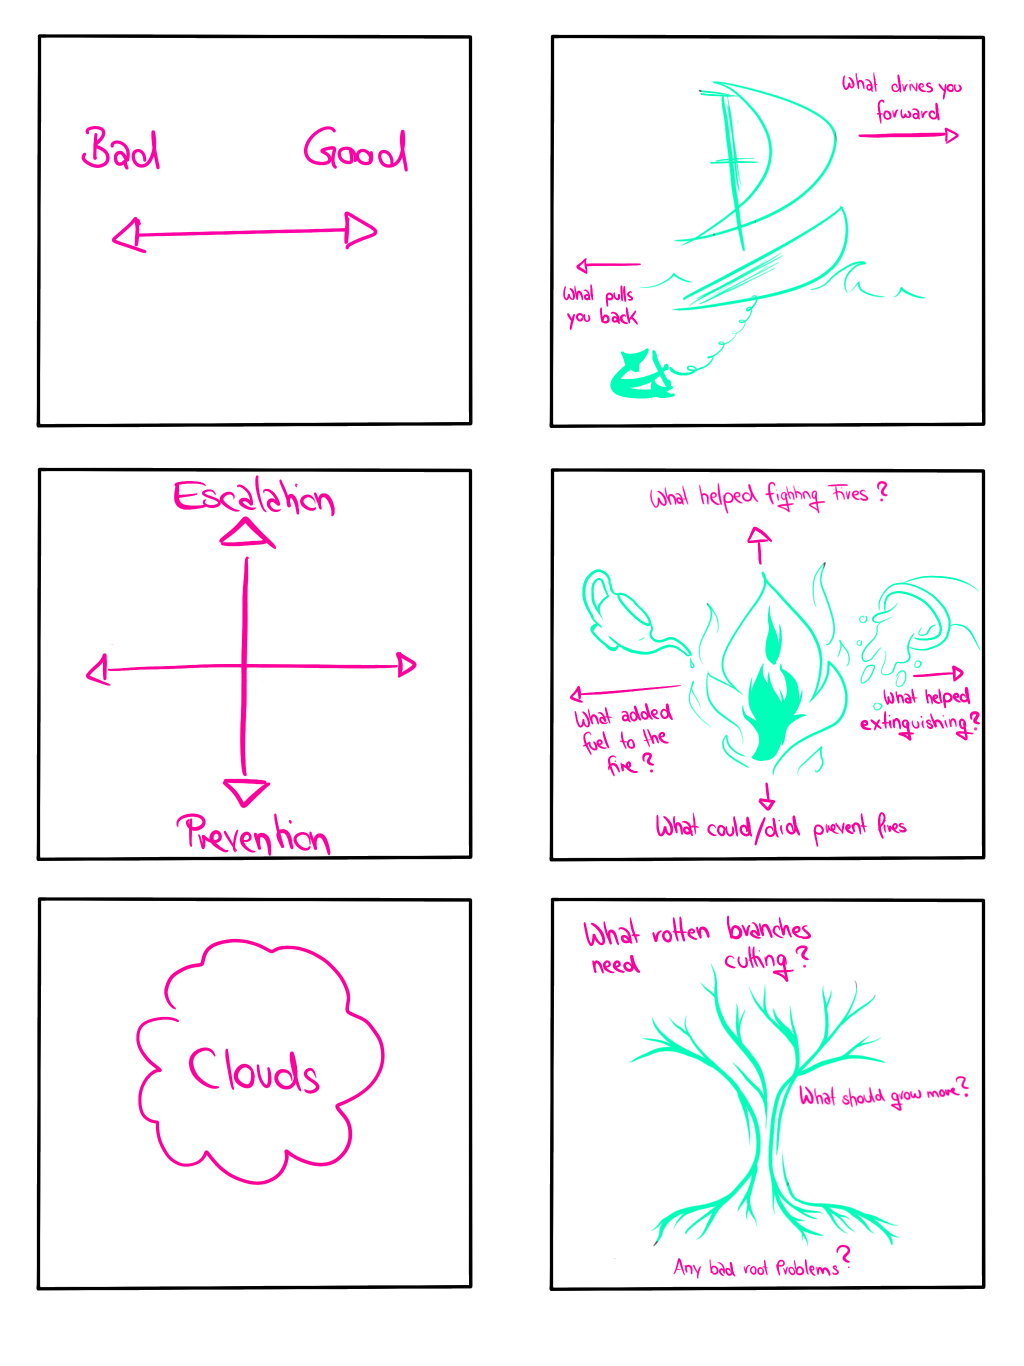 Bad
Good
What drives you
forward
What pulls
you back
Escalation
Prevention
What helped fighting Fires?
What added
fuel to the
fire?
What helped
extinguishing?
What could/did prevent fires
Clouds
What rotten branches
need cutting?
What should grow more?
Any bad root Problems?